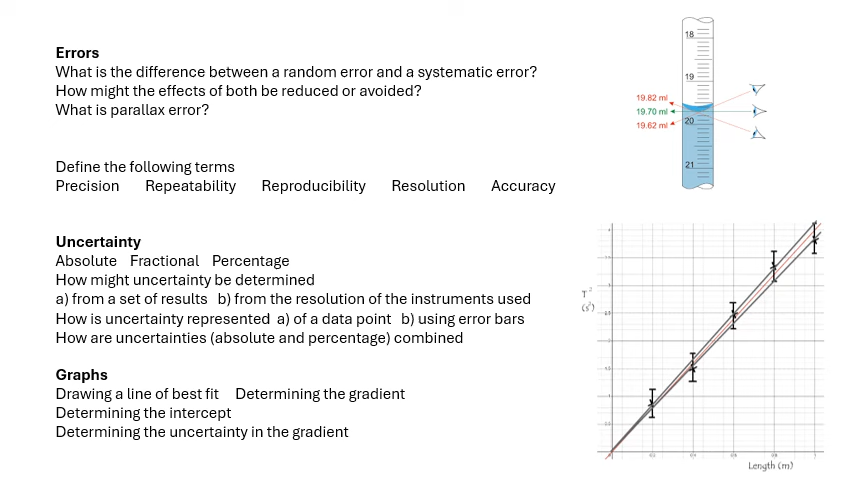 Errors
What is the difference between a random error and a systematic error?
How might the effects of both be reduced or avoided?
What is parallax error?
Define the following terms
Precision Repeatability Reproducibility Resolution Accuracy
Uncertainty
Absolute Fractional Percentage
How might uncertainty be determined
a) from a set of results b) from the resolution of the instruments used
How is uncertainty represented a) of a data point b) using error bars
How are uncertainties (absolute and percentage) combined
Graphs
Drawing a line of best fit Determining the gradient
Determining the intercept
Determining the uncertainty in the gradient
18
19
19.82 ml
19.70 ml
20
19.62 ml
21
T²
(s²)
Length (m)